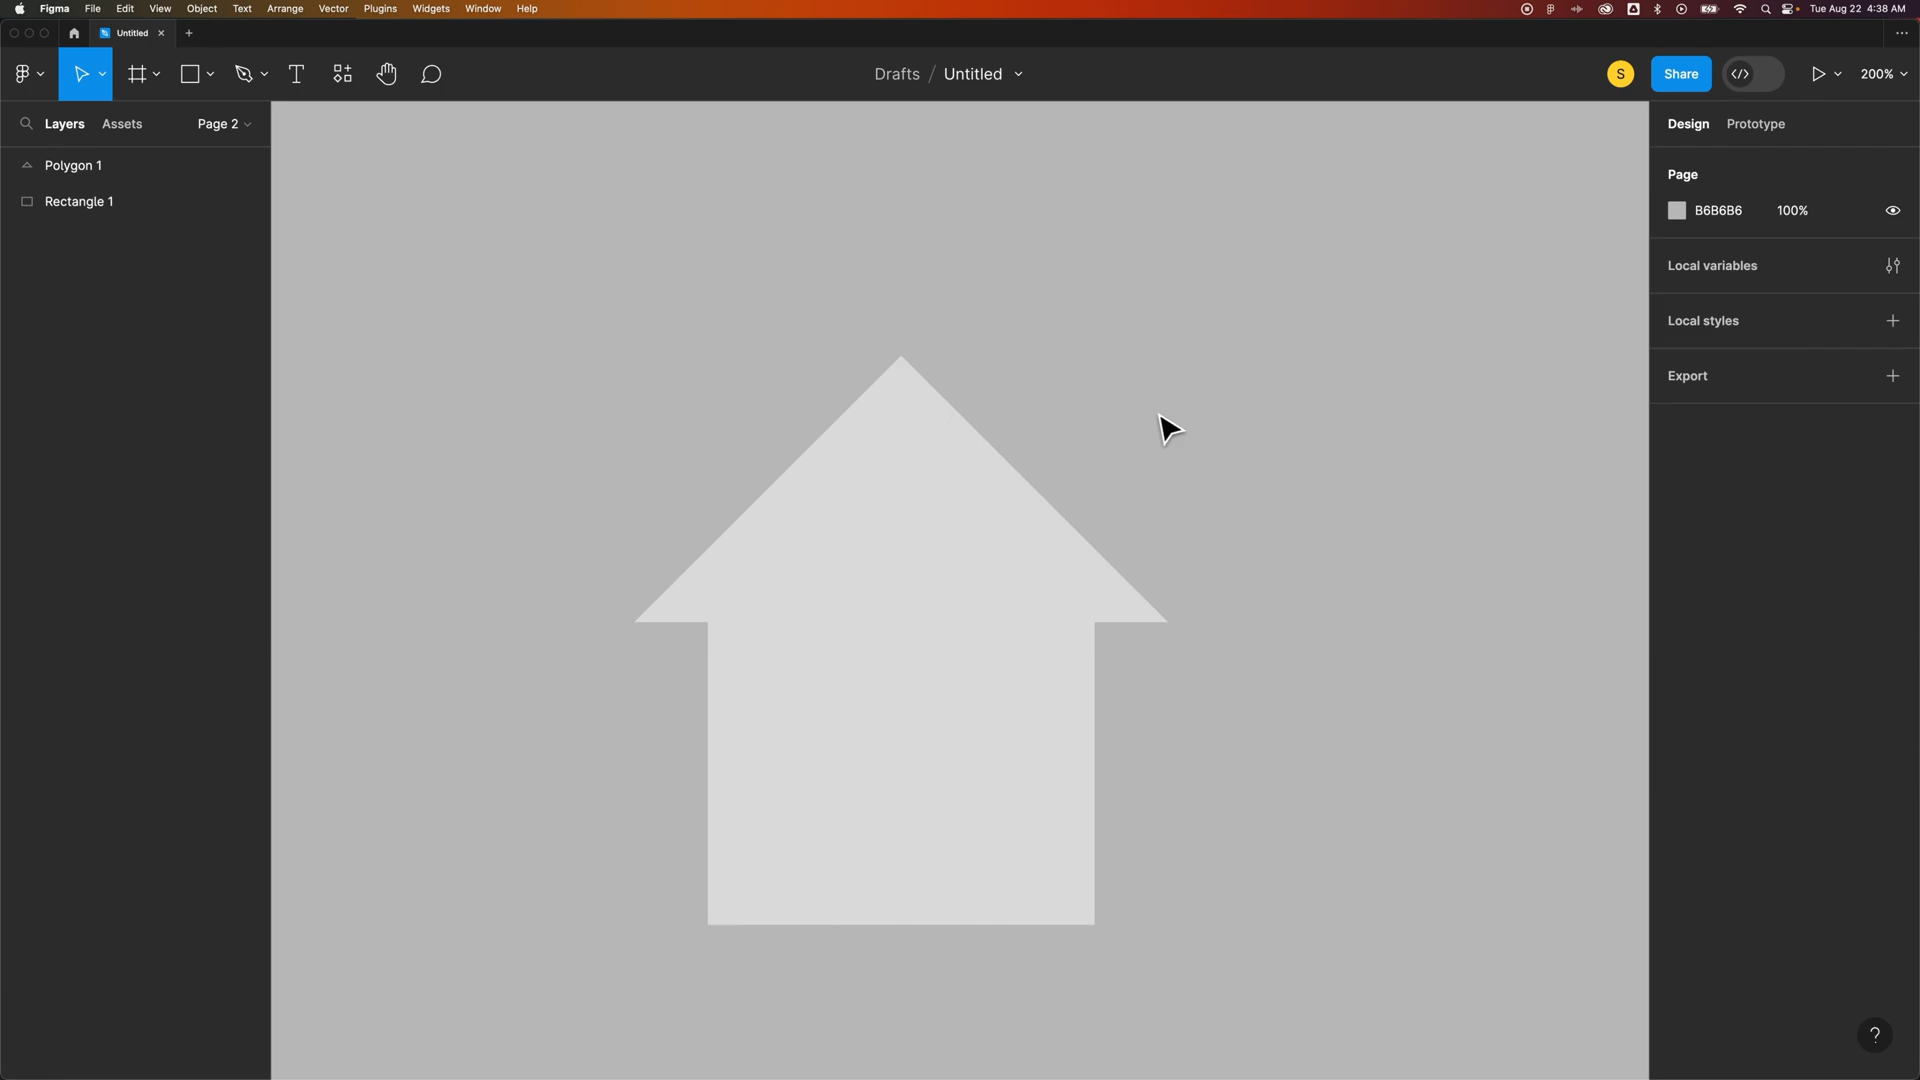 Figma File Edit View Object Text Arrange Vector Plugins Widgets Window Help Tue Aug 22 4:38 AM
Untitled
Drafts / Untitled S Share 200%
Layers Assets Page 2 Design Prototype
Polygon 1
Rectangle 1
Page
B6B6B6 100%
Local variables
Local styles
Export
?